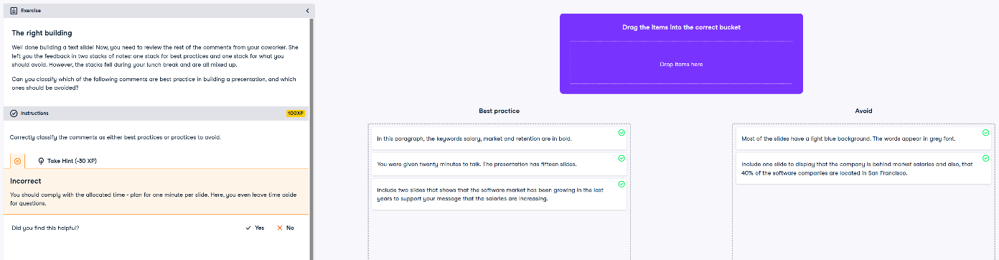 Exercise
The right building
Well done building a text slide! Now, you need to review the rest of the comments from your coworker. She
left you the feedback in two stacks of notes: one stack for best practices and one stack for what you
should avoid. However, the stacks fell during your lunch break and are all mixed up.
Can you classify which of the following comments are best practice in building a presentation, and which
ones should be avoided?
Instructions
100XP
Correctly classify the comments as either best practices or practices to avoid.
Take Hint (-30 XP)
Incorrect
You should comply with the allocated time - plan for one minute per slide. Here, you even leave time aside
for questions.
Did you find this helpful?
Yes
No
Drag the items into the correct bucket
Drop items here
Best practice
In this paragraph, the keywords salary, market and retention are in bold.
You were given twenty minutes to talk. The presentation has fifteen slides.
Include two slides that shows that the software market has been growing in the last
years to support your message that the salaries are increasing.
Avoid
Most of the slides have a light blue background. The words appear in grey font.
Include one slide to display that the company is behind market salaries and also, that
40% of the software companies are located in San Francisco.